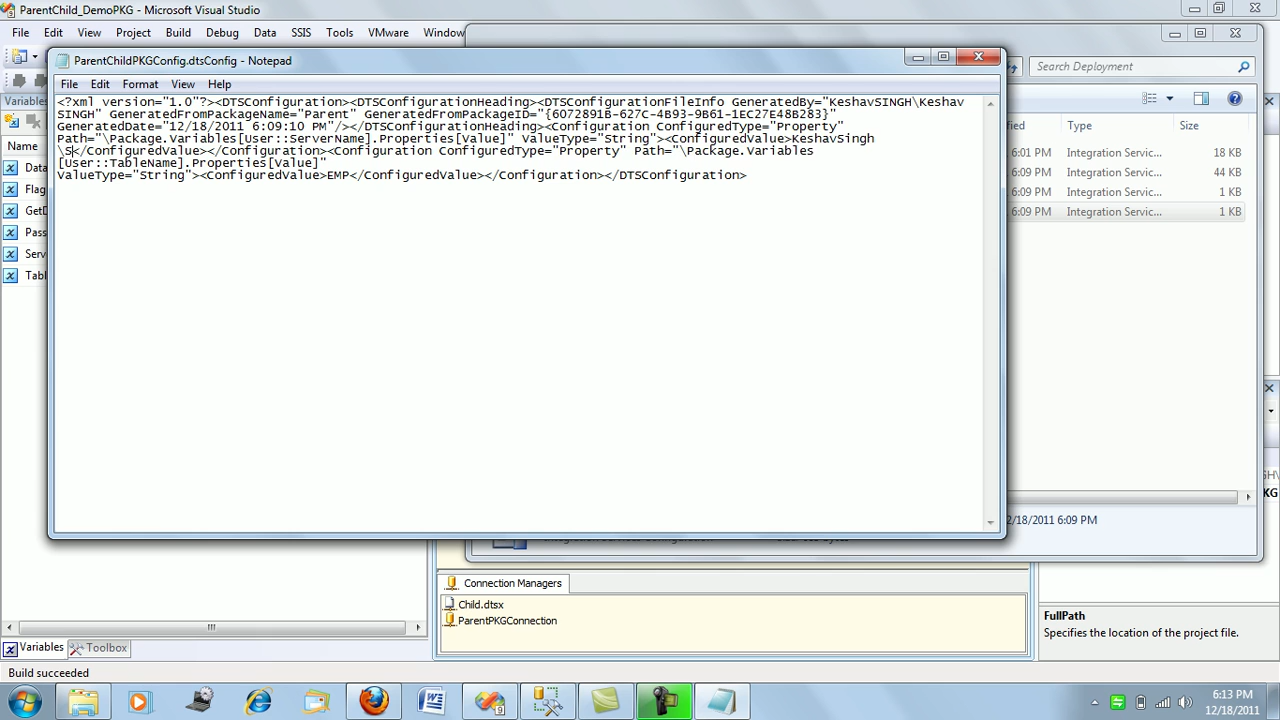 ParentChild_DemoPKG - Microsoft Visual Studio
File Edit View Project Build Debug Data SSIS Tools VMware Window
Search Deployment
ParentChildPKGConfig.dtsConfig - Notepad
File Edit Format View Help
<?xml version="1.0"?><DTSConfiguration><DTSConfigurationHeading><DTSConfigurationFileInfo GeneratedBy="KeshavSINGH\Keshav
SINGH" GeneratedFromPackageName="Parent" GeneratedFromPackageID="{6072891B-627C-4B93-9B61-1EC27E48B283}"
GeneratedDate="12/18/2011 6:09:10 PM"/></DTSConfigurationHeading><Configuration ConfiguredType="Property"
Path="\Package.Variables[User::ServerName].Properties[Value]" ValueType="String"><ConfiguredValue>KeshavSingh
\S</ConfiguredValue></Configuration><Configuration ConfiguredType="Property" Path="\Package.Variables
[User::TableName].Properties[Value]"
ValueType="String"><ConfiguredValue>EMP</ConfiguredValue></Configuration></DTSConfiguration>
Variables
Name
Data
Flag
GetD
Pass
Serv
Tabl
Type Size
6:01 PM Integration Servic... 18 KB
6:09 PM Integration Servic... 44 KB
6:09 PM Integration Servic... 1 KB
6:09 PM Integration Servic... 1 KB
12/18/2011 6:09 PM
Connection Managers
Child.dtsx
ParentPKGConnection
FullPath
Specifies the location of the project file.
Variables Toolbox
Build succeeded
6:13 PM
12/18/2011